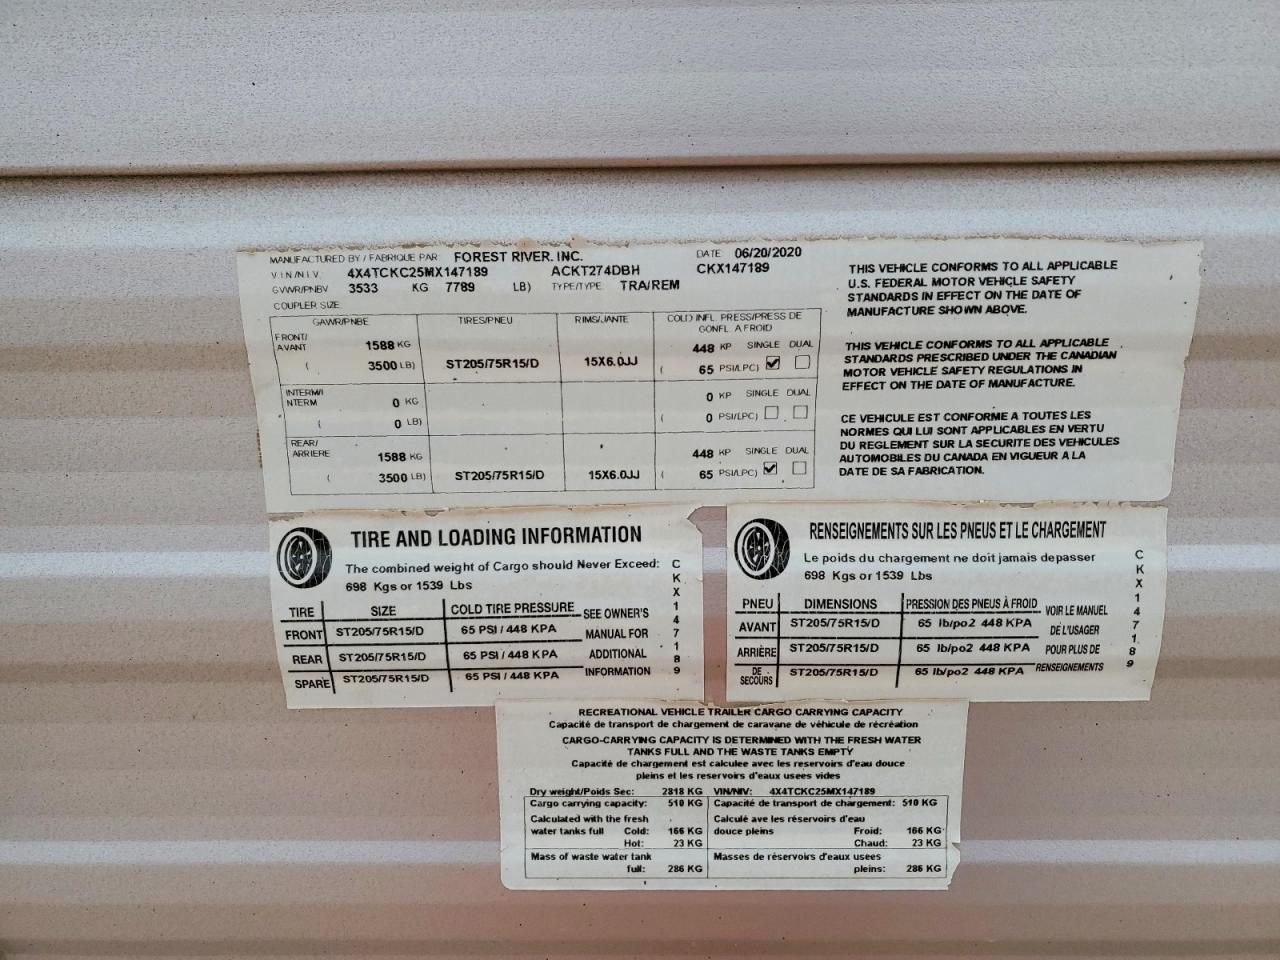 MANUFACTURED BY / FABRIQUE PAR: FOREST RIVER, INC. DATE 06/20/2020
V.I.N/N.I.V. 4X4TCKC25MX147189 ACKT274DBH CKX147189
GVWR/PNBV 3533 KG 7789 LB) TYPE/TYPE: TRA/REM
COUPLER SIZE
GAWR/PNBE TIRES/PNEU RIMS/JANTE COLD INFL. PRESS/PRESS DE
GONFL. A FROID
FRONT/
AVANT 1588 KG 448 KP SINGLE DUAL
( 3500 LB) ST205/75R15/D 15X6.0JJ ( 65 PSI/LPC) ☑ ☐
INTERM/
INTERM 0 KG 0 KP SINGLE DUAL
( 0 LB) ( 0 PSI/LPC) ☐ ☐
REAR/
ARRIERE 1588 KG 448 KP SINGLE DUAL
( 3500 LB) ST205/75R15/D 15X6.0JJ ( 65 PSI/LPC) ☑ ☐
THIS VEHICLE CONFORMS TO ALL APPLICABLE
U.S. FEDERAL MOTOR VEHICLE SAFETY
STANDARDS IN EFFECT ON THE DATE OF
MANUFACTURE SHOWN ABOVE.
THIS VEHICLE CONFORMS TO ALL APPLICABLE
STANDARDS PRESCRIBED UNDER THE CANADIAN
MOTOR VEHICLE SAFETY REGULATIONS IN
EFFECT ON THE DATE OF MANUFACTURE.
CE VEHICULE EST CONFORME A TOUTES LES
NORMES QUI LUI SONT APPLICABLES EN VERTU
DU REGLEMENT SUR LA SECURITE DES VEHICULES
AUTOMOBILES DU CANADA EN VIGUEUR A LA
DATE DE SA FABRICATION.
TIRE AND LOADING INFORMATION
The combined weight of Cargo should Never Exceed:
698 Kgs or 1539 Lbs
TIRE SIZE COLD TIRE PRESSURE SEE OWNER'S
FRONT ST205/75R15/D 65 PSI / 448 KPA MANUAL FOR
REAR ST205/75R15/D 65 PSI / 448 KPA ADDITIONAL
SPARE ST205/75R15/D 65 PSI / 448 KPA INFORMATION
CKX147189
RENSEIGNEMENTS SUR LES PNEUS ET LE CHARGEMENT
Le poids du chargement ne doit jamais depasser
698 Kgs or 1539 Lbs
PNEU DIMENSIONS PRESSION DES PNEUS À FROID VOIR LE MANUEL
AVANT ST205/75R15/D 65 lb/po2 448 KPA DE L'USAGER
ARRIÈRE ST205/75R15/D 65 lb/po2 448 KPA POUR PLUS DE
DE
SECOURS ST205/75R15/D 65 lb/po2 448 KPA RENSEIGNEMENTS
CKX147189
RECREATIONAL VEHICLE TRAILER CARGO CARRYING CAPACITY
Capacité de transport de chargement de caravane de véhicule de récréation
CARGO-CARRYING CAPACITY IS DETERMINED WITH THE FRESH WATER
TANKS FULL AND THE WASTE TANKS EMPTY
Capacité de chargement est calculee avec les reservoirs d'eau douce
pleins et les reservoirs d'eaux usees vides
Dry weight/Poids Sec: 2818 KG VIN/NIV: 4X4TCKC25MX147189
Cargo carrying capacity: 510 KG Capacité de transport de chargement: 510 KG
Calculated with the fresh Calculé ave les réservoirs d'eau
water tanks full Cold: 166 KG douce pleins Froid: 166 KG
Hot: 23 KG Chaud: 23 KG
Mass of waste water tank Masses de réservoirs d'eaux usees
full: 286 KG pleins: 286 KG